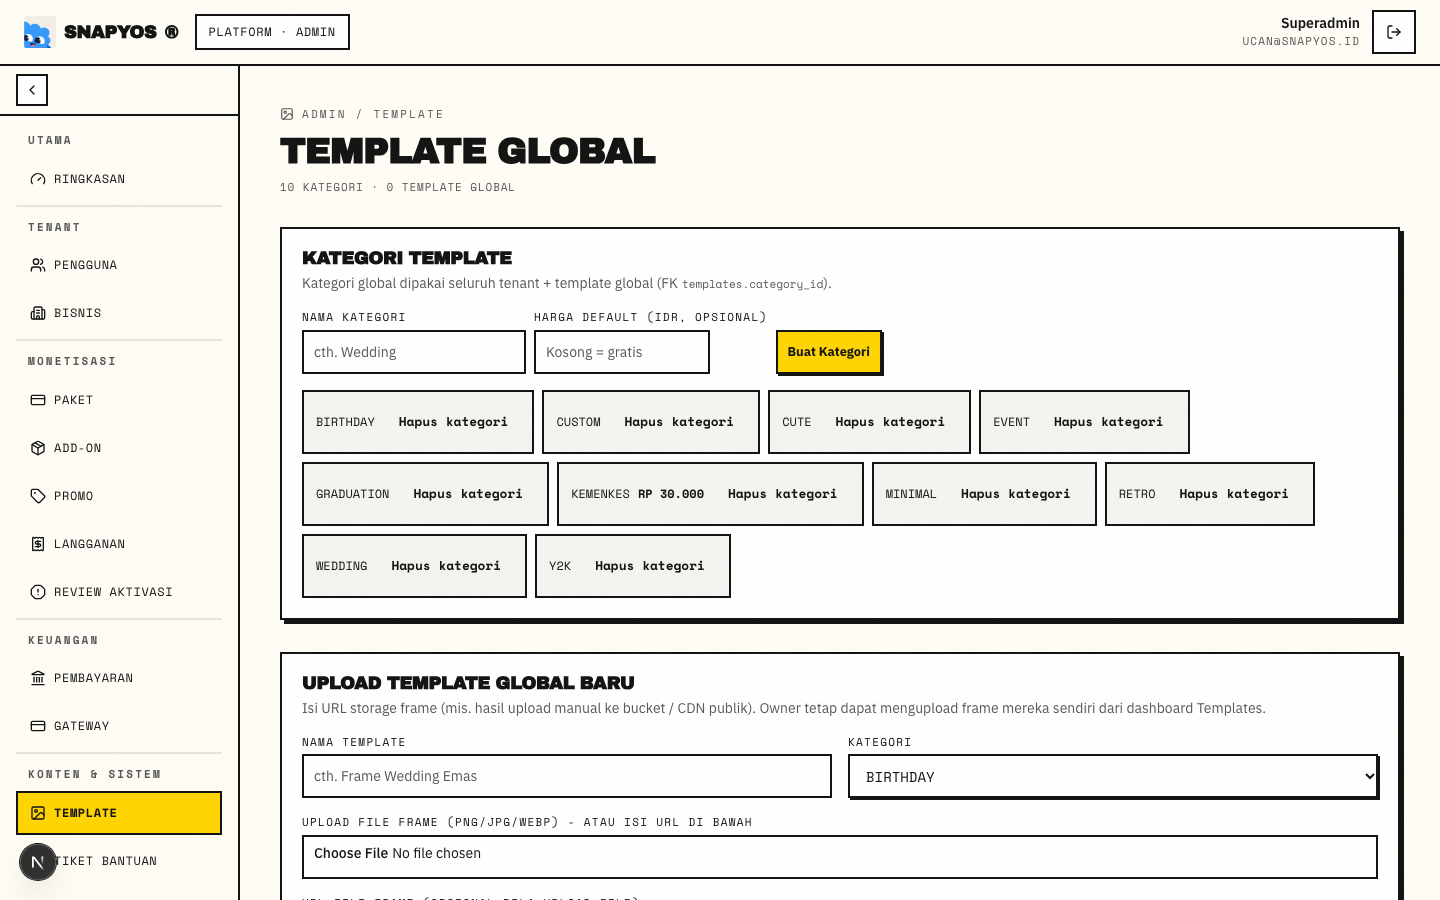 SNAPYOS ®
PLATFORM · ADMIN
Superadmin
UCAN@SNAPYOS.ID
UTAMA
RINGKASAN
TENANT
PENGGUNA
BISNIS
MONETISASI
PAKET
ADD-ON
PROMO
LANGGANAN
REVIEW AKTIVASI
KEUANGAN
PEMBAYARAN
GATEWAY
KONTEN & SISTEM
TEMPLATE
TIKET BANTUAN
N
ADMIN / TEMPLATE
TEMPLATE GLOBAL
10 KATEGORI · 0 TEMPLATE GLOBAL
KATEGORI TEMPLATE
Kategori global dipakai seluruh tenant + template global (FK templates.category_id).
NAMA KATEGORI
HARGA DEFAULT (IDR, OPSIONAL)
cth. Wedding
Kosong = gratis
Buat Kategori
BIRTHDAY Hapus kategori
CUSTOM Hapus kategori
CUTE Hapus kategori
EVENT Hapus kategori
GRADUATION Hapus kategori
KEMENKES RP 30.000 Hapus kategori
MINIMAL Hapus kategori
RETRO Hapus kategori
WEDDING Hapus kategori
Y2K Hapus kategori
UPLOAD TEMPLATE GLOBAL BARU
Isi URL storage frame (mis. hasil upload manual ke bucket / CDN publik). Owner tetap dapat mengupload frame mereka sendiri dari dashboard Templates.
NAMA TEMPLATE
KATEGORI
cth. Frame Wedding Emas
BIRTHDAY
UPLOAD FILE FRAME (PNG/JPG/WEBP) - ATAU ISI URL DI BAWAH
Choose File No file chosen